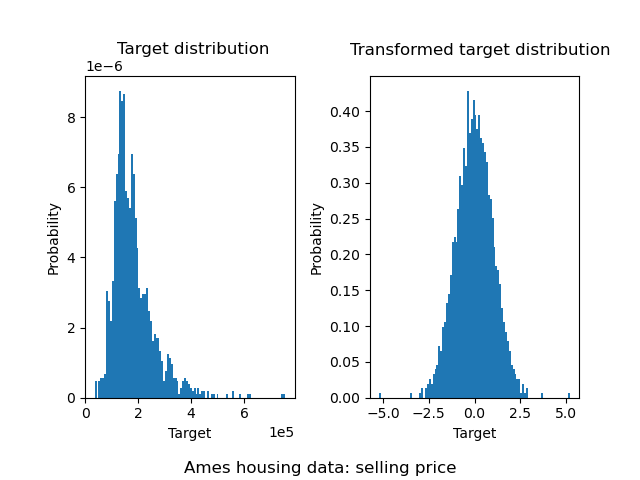 Target distribution
1e−6
8
6
4
2
0
Probability
0
2
4
6
1e5
Target
Transformed target distribution
0.40
0.35
0.30
0.25
0.20
0.15
0.10
0.05
0.00
Probability
−5.0
−2.5
0.0
2.5
5.0
Target
Ames housing data: selling price